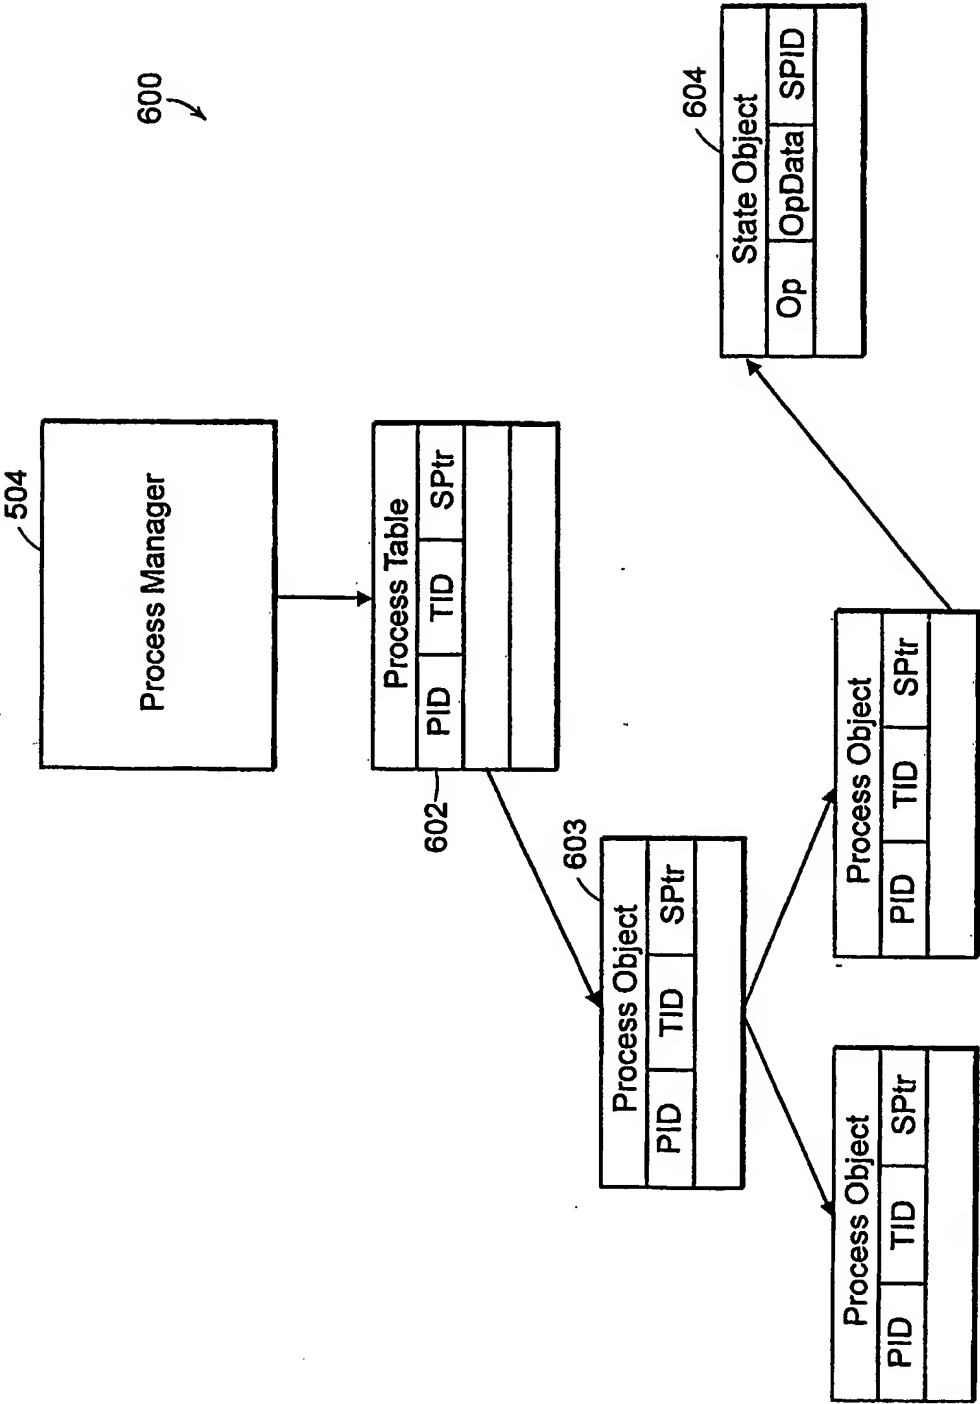 600
504
Process Manager
Process Table
PID TID SPtr
602
603
Process Object
PID TID SPtr
604
State Object
Op OpData SPID
Process Object
PID TID SPtr
Process Object
PID TID SPtr